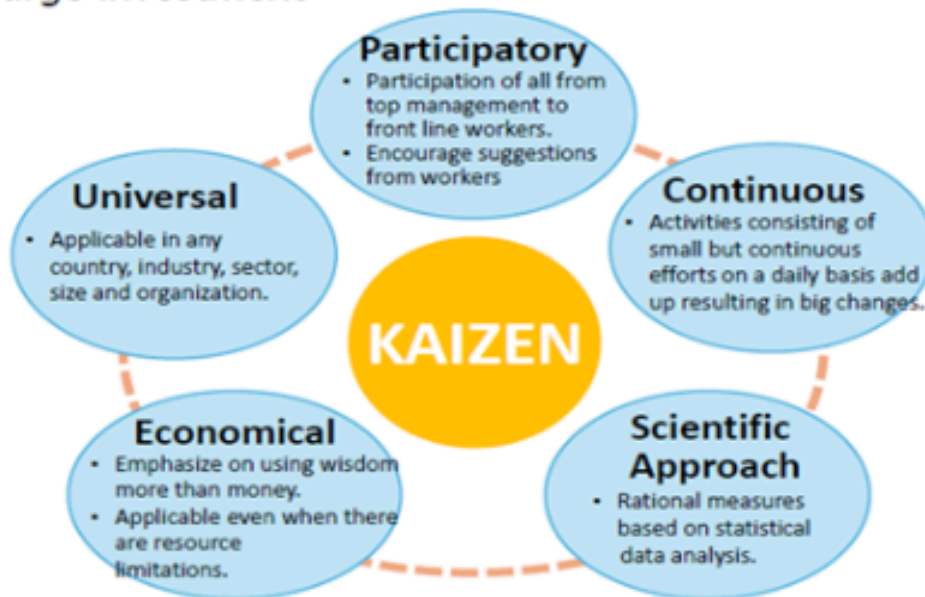 Participatory
• Participation of all from
top management to
front line workers.
• Encourage suggestions
from workers
Universal
• Applicable in any
country, industry, sector,
size and organization.
Continuous
• Activities consisting of
small but continuous
efforts on a daily basis add
up resulting in big changes.
KAIZEN
Economical
• Emphasize on using wisdom
more than money.
• Applicable even when there
are resource
limitations.
Scientific
Approach
• Rational measures
based on statistical
data analysis.